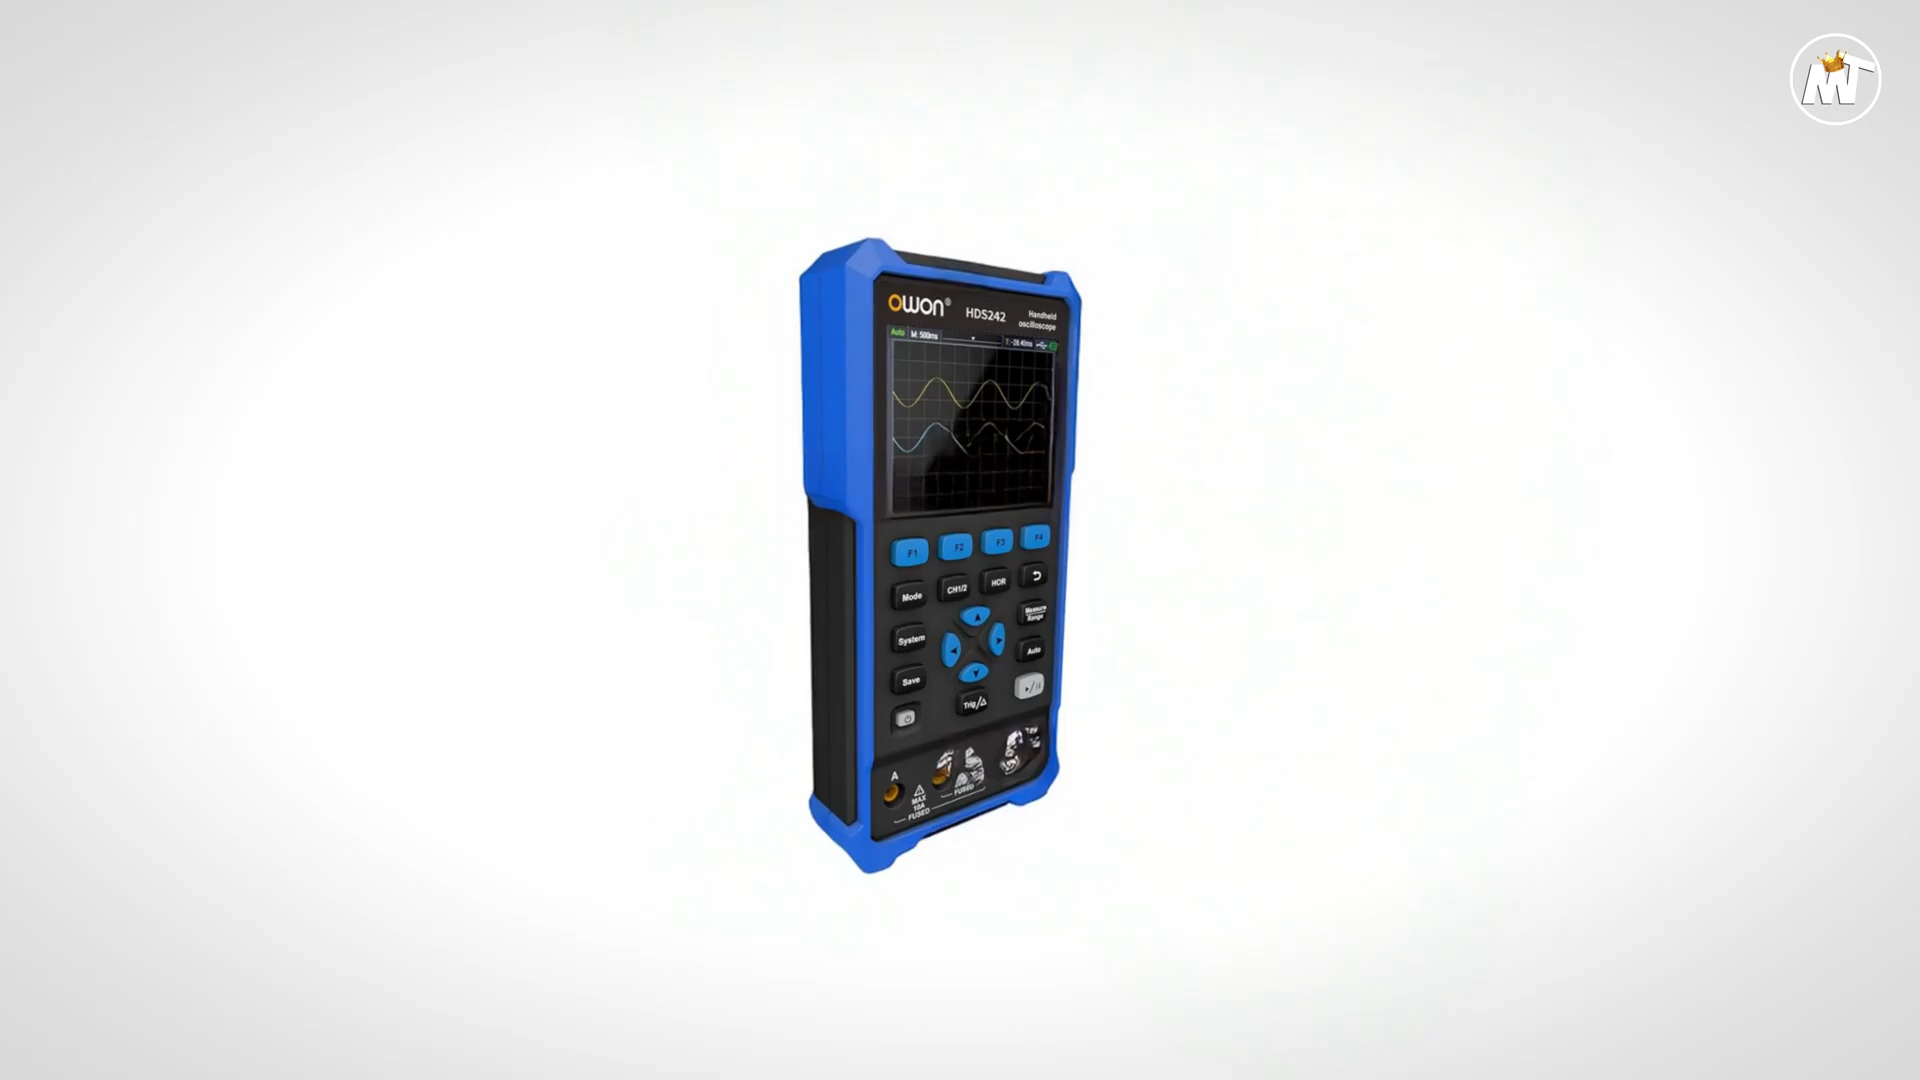 MT
owon®
HDS242
Handheld
oscilloscope
Auto
M: 500ms
F1
F2
F3
F4
Mode
CH1/2
HOR
System
Measure
Range
Auto
Save
Trig/△
A
MAX
10A
FUSED
FUSED